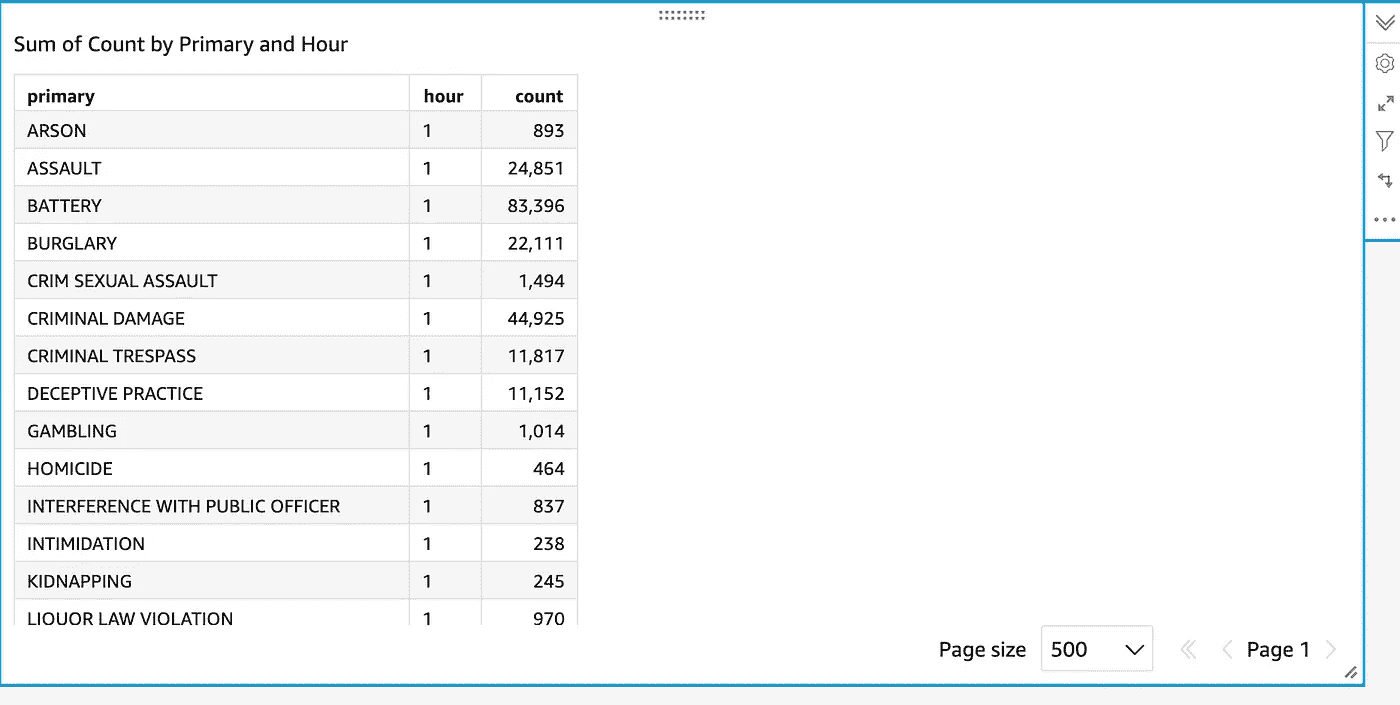 Sum of Count by Primary and Hour
primary hour count
ARSON 1 893
ASSAULT 1 24,851
BATTERY 1 83,396
BURGLARY 1 22,111
CRIM SEXUAL ASSAULT 1 1,494
CRIMINAL DAMAGE 1 44,925
CRIMINAL TRESPASS 1 11,817
DECEPTIVE PRACTICE 1 11,152
GAMBLING 1 1,014
HOMICIDE 1 464
INTERFERENCE WITH PUBLIC OFFICER 1 837
INTIMIDATION 1 238
KIDNAPPING 1 245
LIQUOR LAW VIOLATION 1 970
Page size 500 Page 1